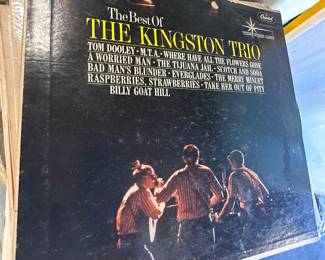 The Best Of
THE KINGSTON TRIO
Capitol
TOM DOOLEY • M.T.A. • WHERE HAVE ALL THE FLOWERS GONE
A WORRIED MAN • THE TIJUANA JAIL • SCOTCH AND SODA
BAD MAN'S BLUNDER • EVERGLADES • THE MERRY MINUET
RASPBERRIES, STRAWBERRIES • TAKE HER OUT OF PITY
BILLY GOAT HILL